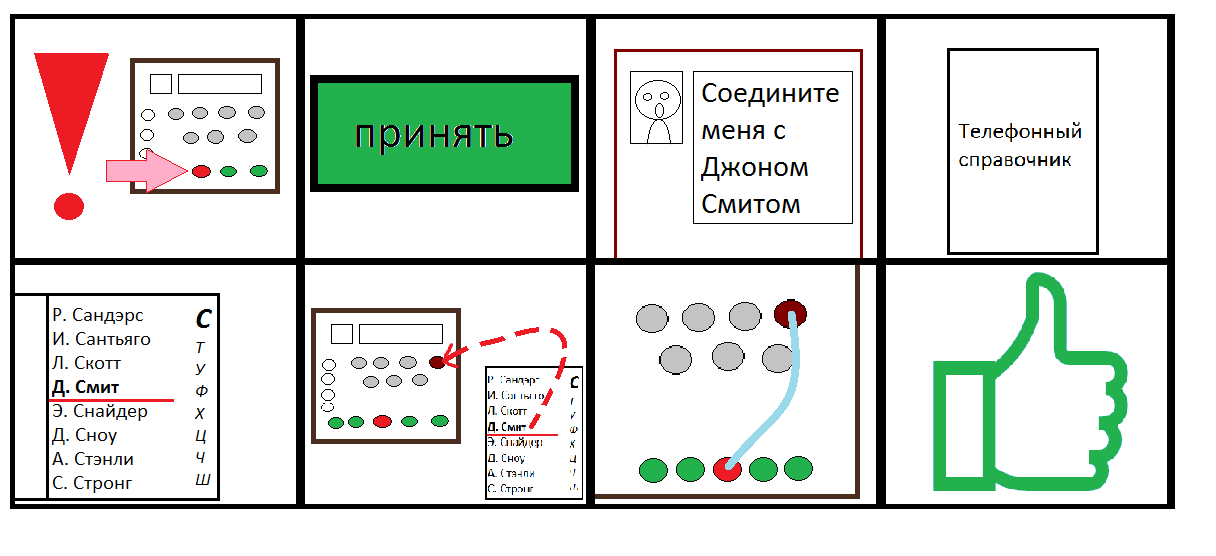 принять
Соедините
меня с
Джоном
Смитом
Телефонный
справочник
Р. Сандэрс
И. Сантьяго
Л. Скотт
Д. Смит
Э. Снайдер
Д. Сноу
А. Стэнли
С. Стронг
С
Т
У
Ф
Х
Ц
Ч
Ш
Р. Сандэрс
И. Сантьяго
Л. Скотт
Д. Смит
Э. Снайдер
Д. Сноу
А. Стэнли
С. Стронг
С
Т
У
Ф
Х
Ц
Ч
Ш